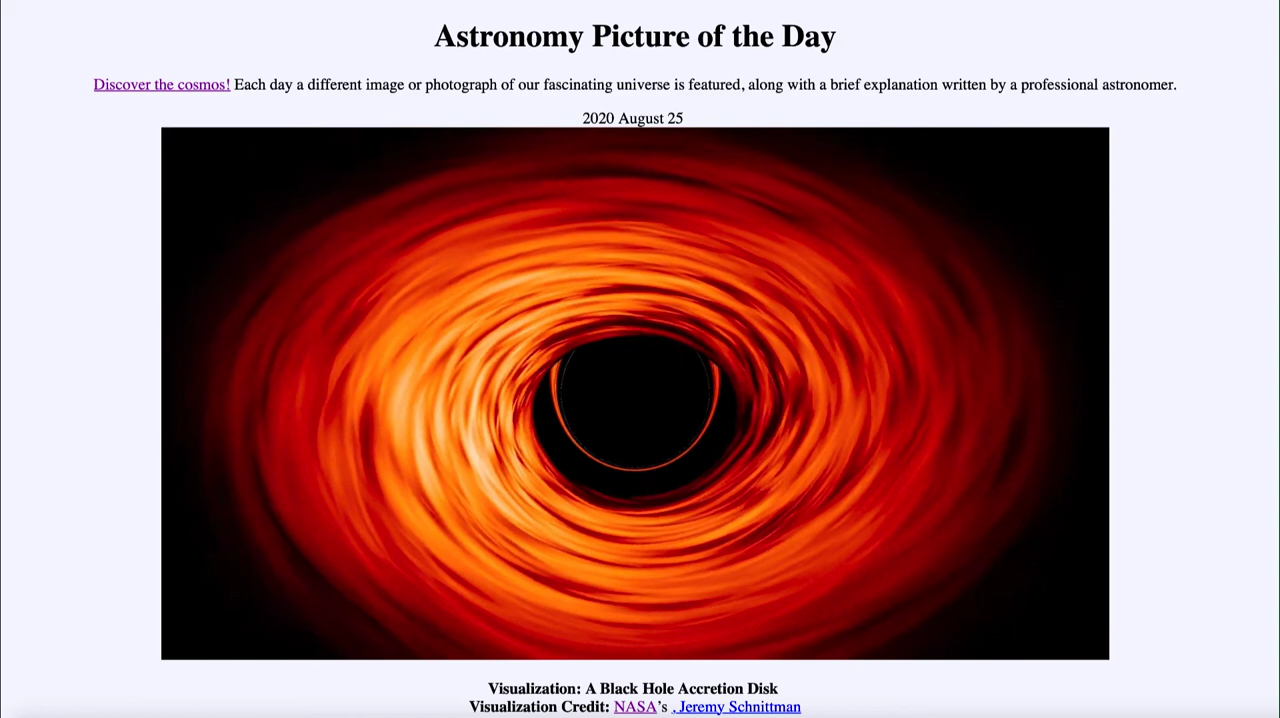 Astronomy Picture of the Day
Discover the cosmos! Each day a different image or photograph of our fascinating universe is featured, along with a brief explanation written by a professional astronomer.
2020 August 25
Visualization: A Black Hole Accretion Disk
Visualization Credit: NASA's , Jeremy Schnittman